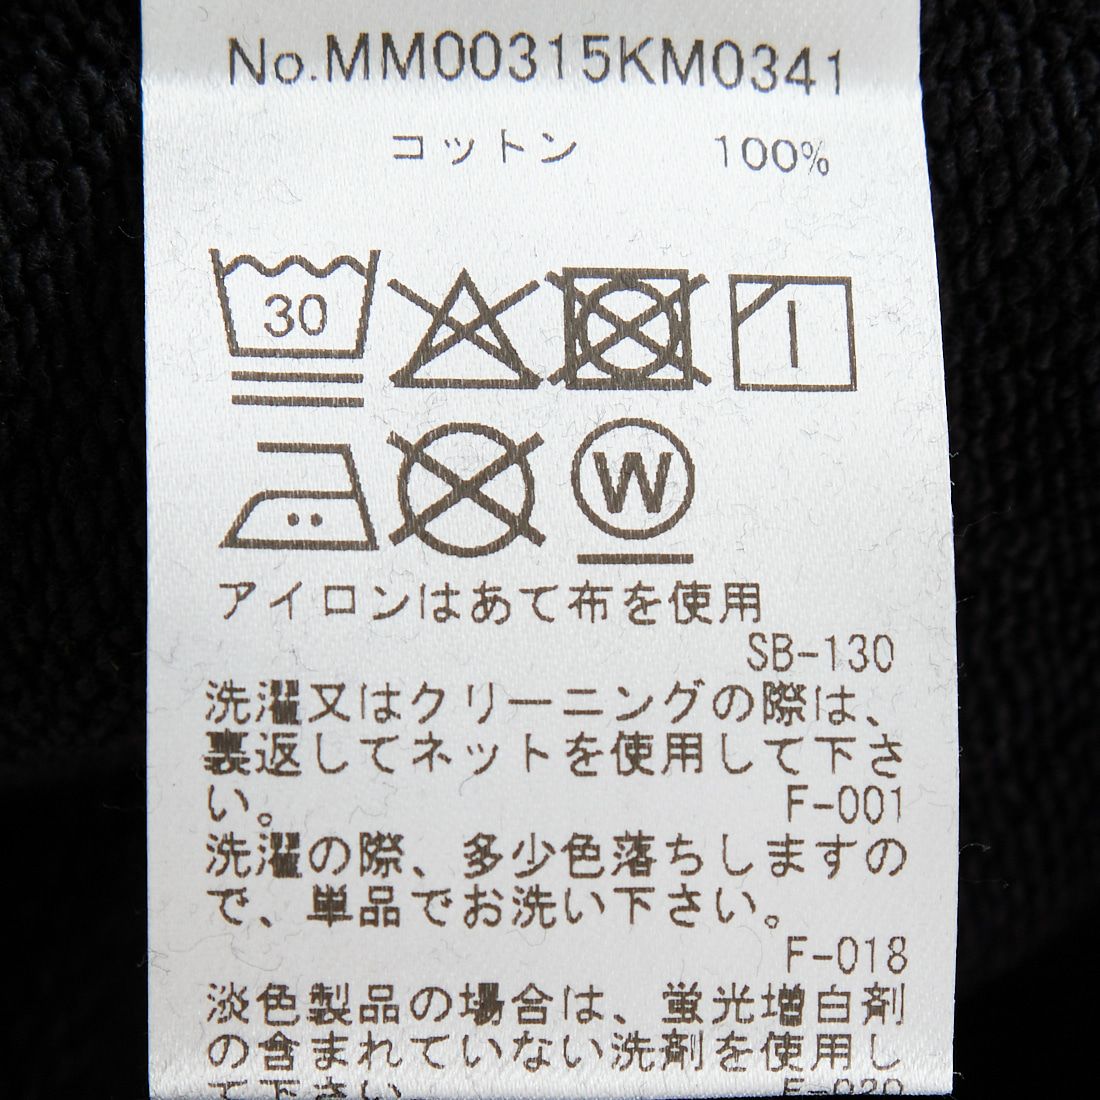 No.MM00315KM0341
コットン 100%
30
W
アイロンはあて布を使用
SB-130
洗濯又はクリーニングの際は、
裏返してネットを使用して下さ
い。 F-001
洗濯の際、多少色落ちしますの
で、単品でお洗い下さい。
F-018
淡色製品の場合は、蛍光増白剤
の含まれていない洗剤を使用し
て下さい